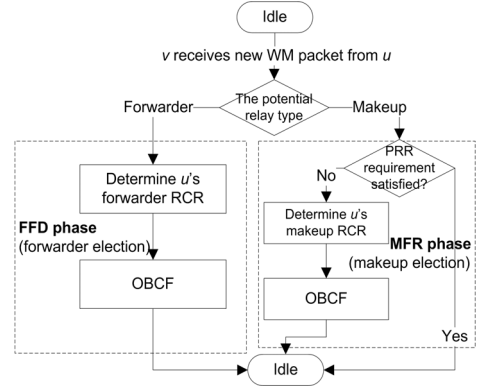 Idle
v receives new WM packet from u
The potential
relay type
Forwarder
Makeup
PRR
requirement
satisfied?
No
Determine u's
forwarder RCR
Determine u's
makeup RCR
FFD phase
(forwarder election)
MFR phase
(makeup election)
OBCF
OBCF
Yes
Idle